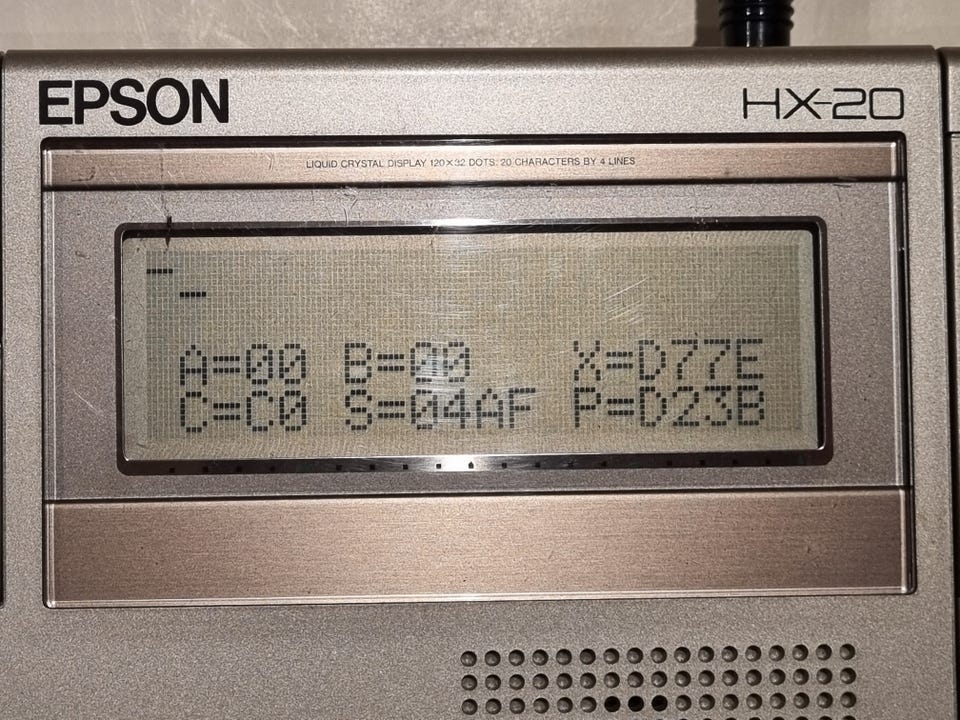 EPSON HX-20
LIQUID CRYSTAL DISPLAY 120×32 DOTS: 20 CHARACTERS BY 4 LINES
A=00 B=00 X=D77E
C=C0 S=04AF P=D23B